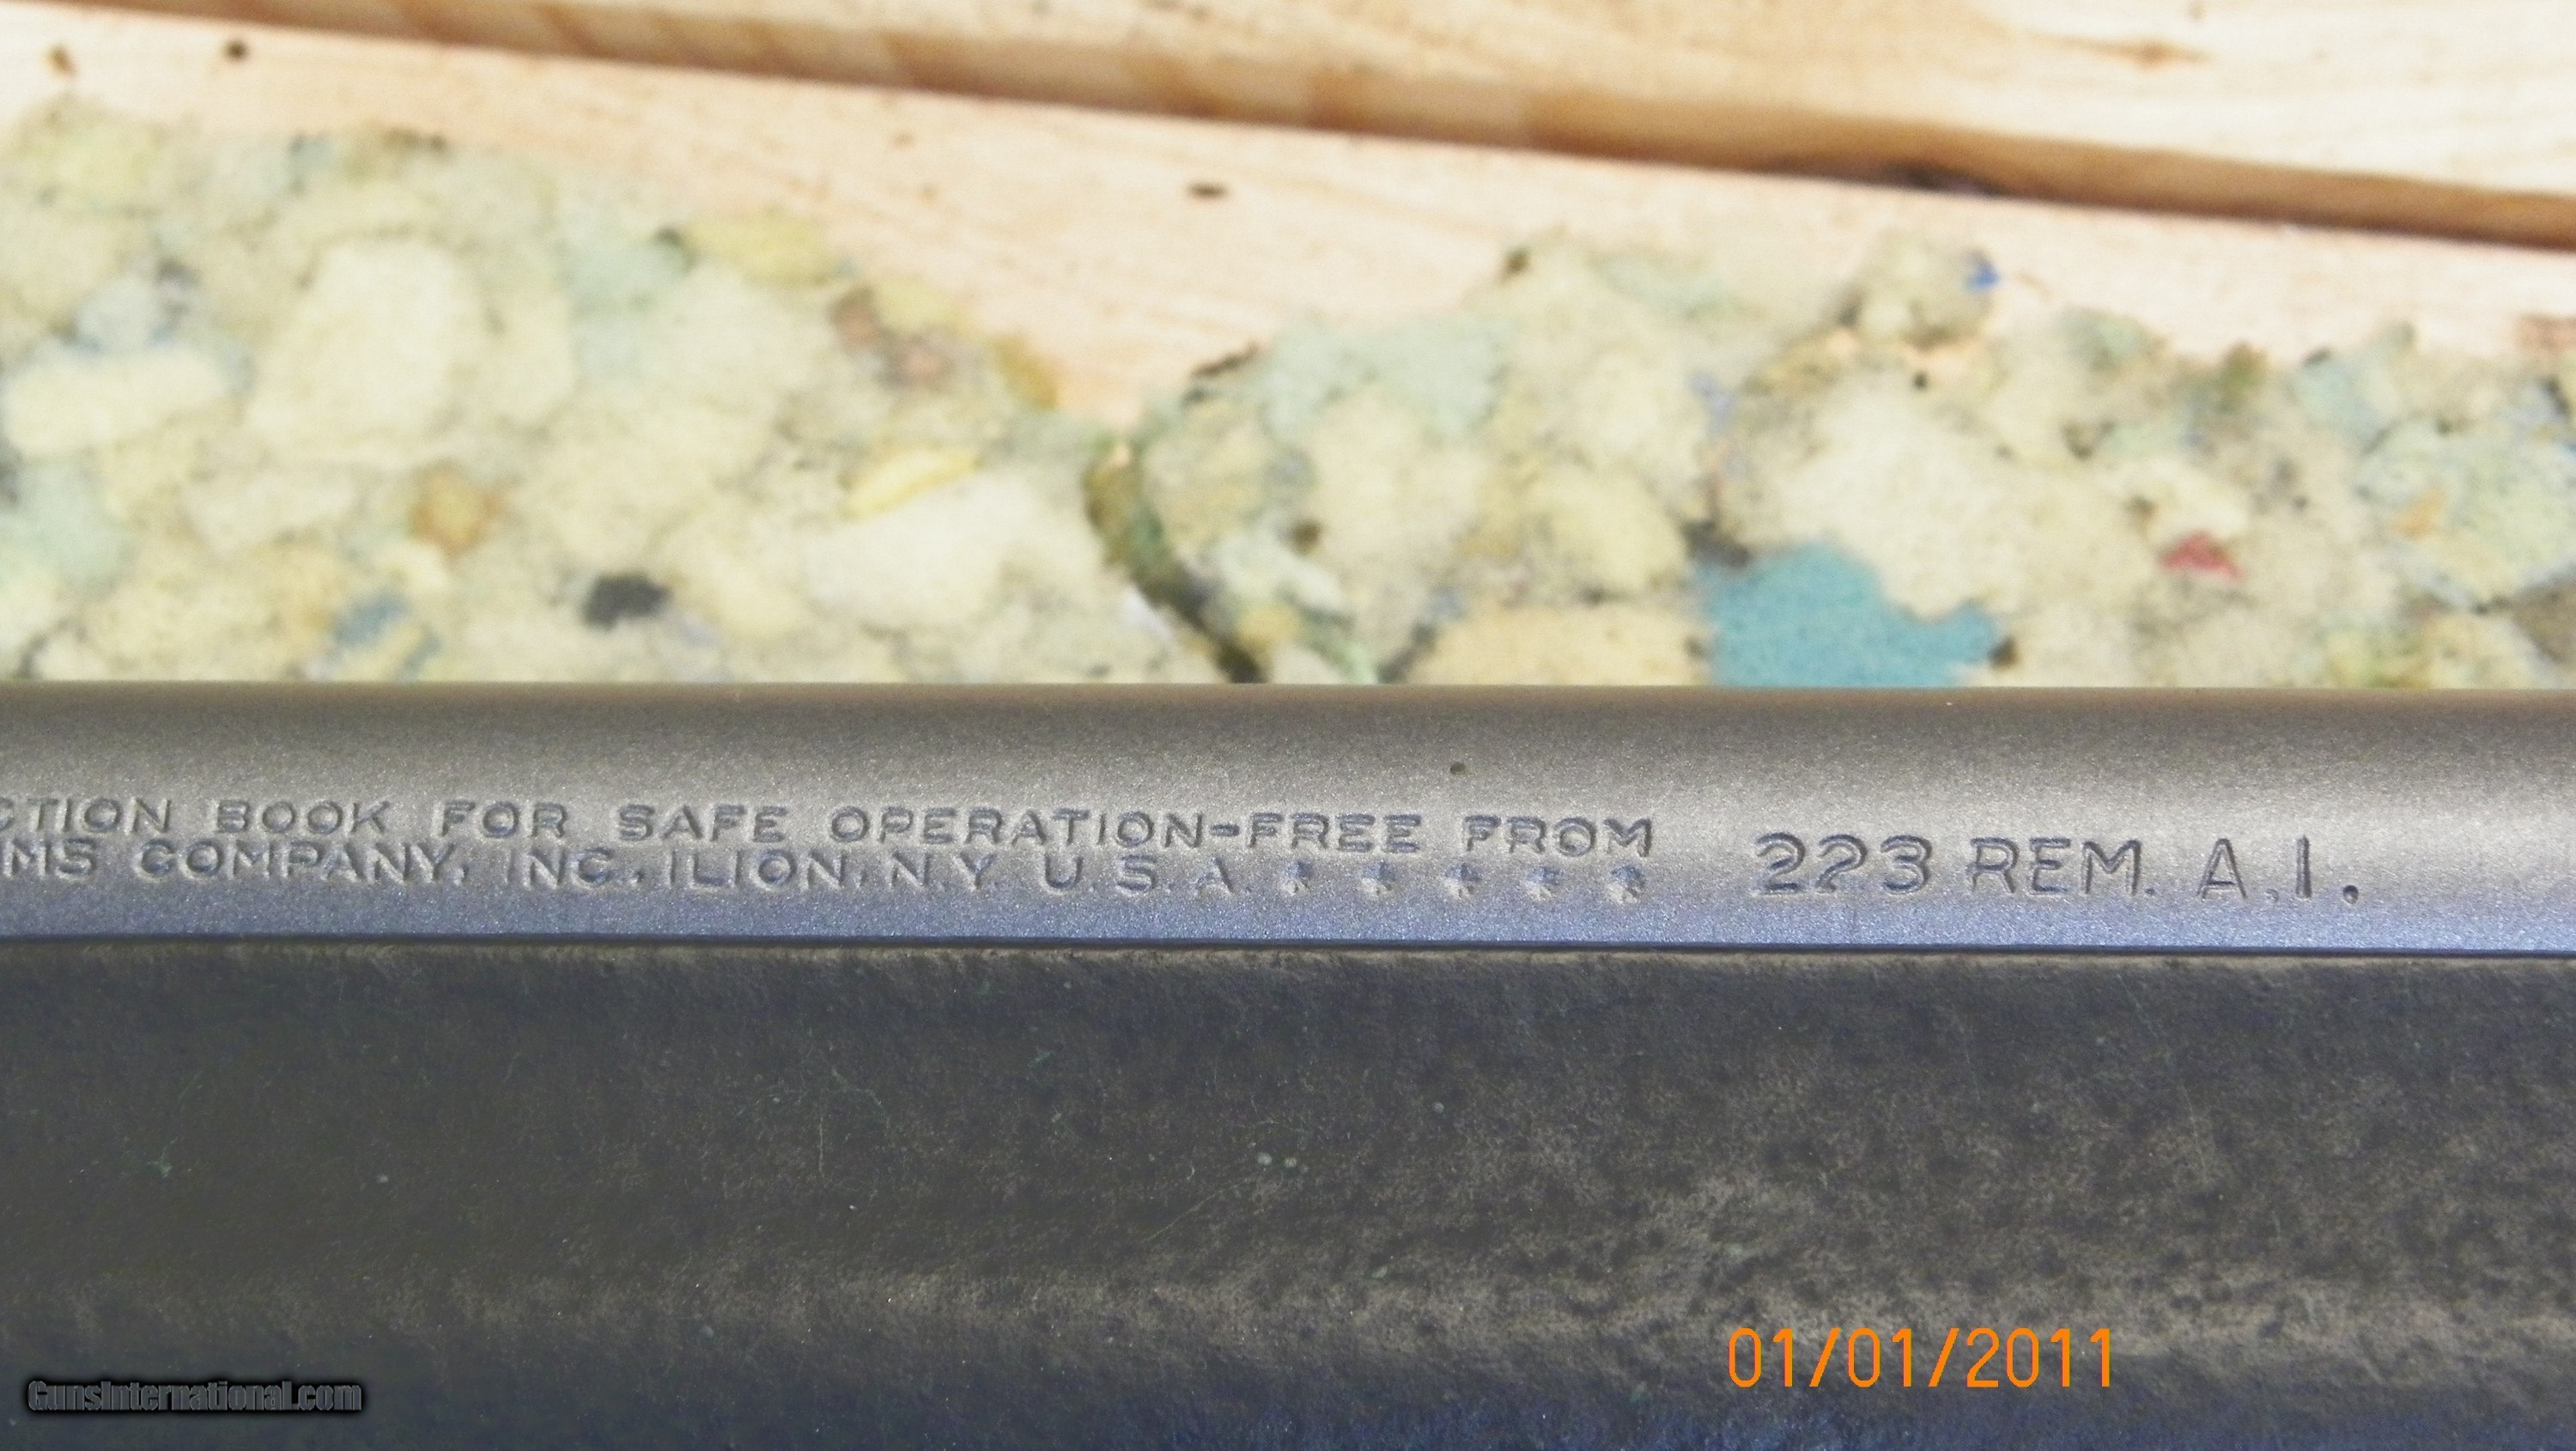 CTION BOOK FOR SAFE OPERATION-FREE FROM
MS COMPANY, INC. ILION, N.Y. U.S.A. ★ ★ ★ ★ ★
223 REM. A.I.
01/01/2011
GunsInternational.com